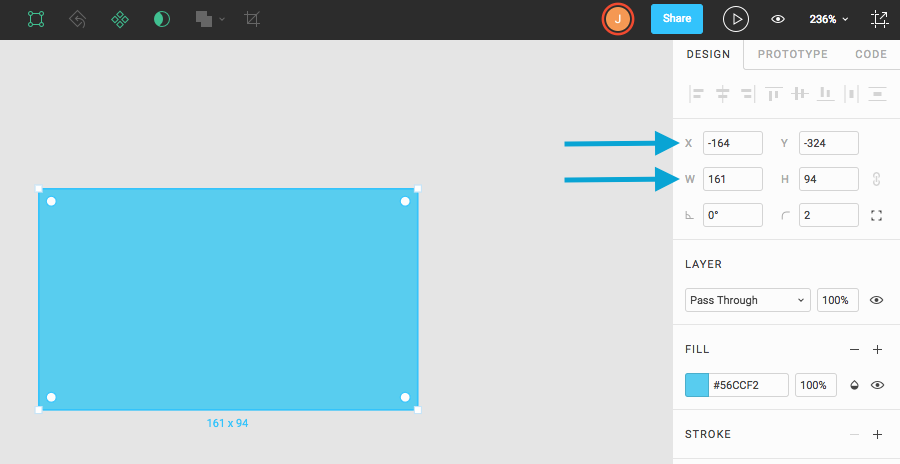 J
Share
236%
DESIGN PROTOTYPE CODE
X -164 Y -324
W 161 H 94
0° 2
LAYER
Pass Through 100%
FILL
#56CCF2 100%
STROKE
161 x 94